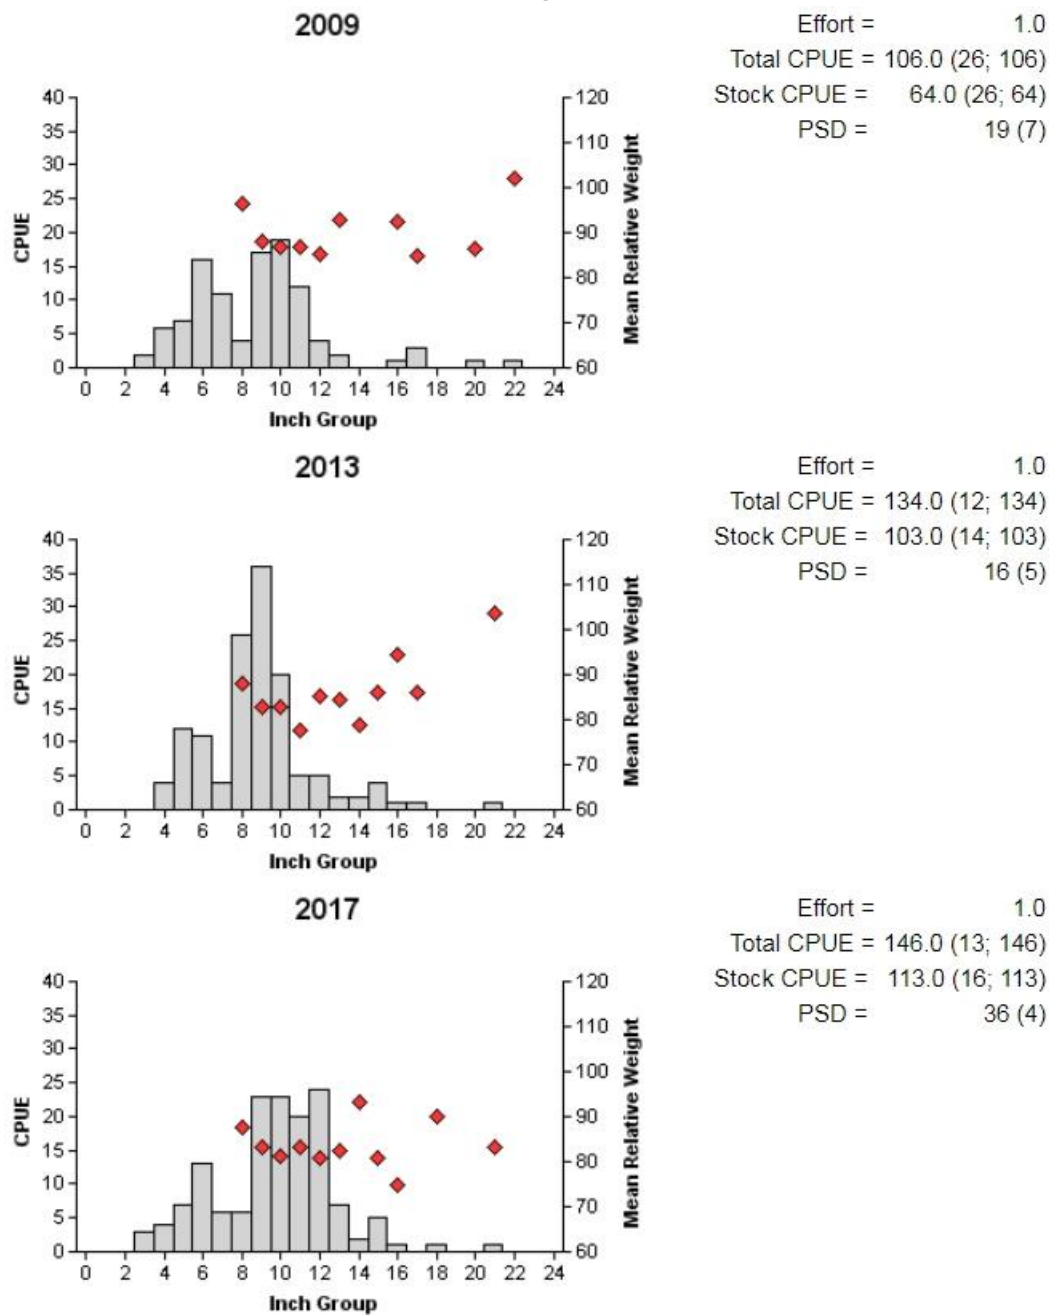 2009
Effort = 1.0
Total CPUE = 106.0 (26; 106)
Stock CPUE = 64.0 (26; 64)
PSD = 19 (7)
40 120
35 110
30 100
25
20 90
15 80
10 70
5
0 60
CPUE
Mean Relative Weight
0 2 4 6 8 10 12 14 16 18 20 22 24
Inch Group
2013
Effort = 1.0
Total CPUE = 134.0 (12; 134)
Stock CPUE = 103.0 (14; 103)
PSD = 16 (5)
40 120
35 110
30 100
25
20 90
15 80
10 70
5
0 60
CPUE
Mean Relative Weight
0 2 4 6 8 10 12 14 16 18 20 22 24
Inch Group
2017
Effort = 1.0
Total CPUE = 146.0 (13; 146)
Stock CPUE = 113.0 (16; 113)
PSD = 36 (4)
40 120
35 110
30 100
25
20 90
15 80
10 70
5
0 60
CPUE
Mean Relative Weight
0 2 4 6 8 10 12 14 16 18 20 22 24
Inch Group